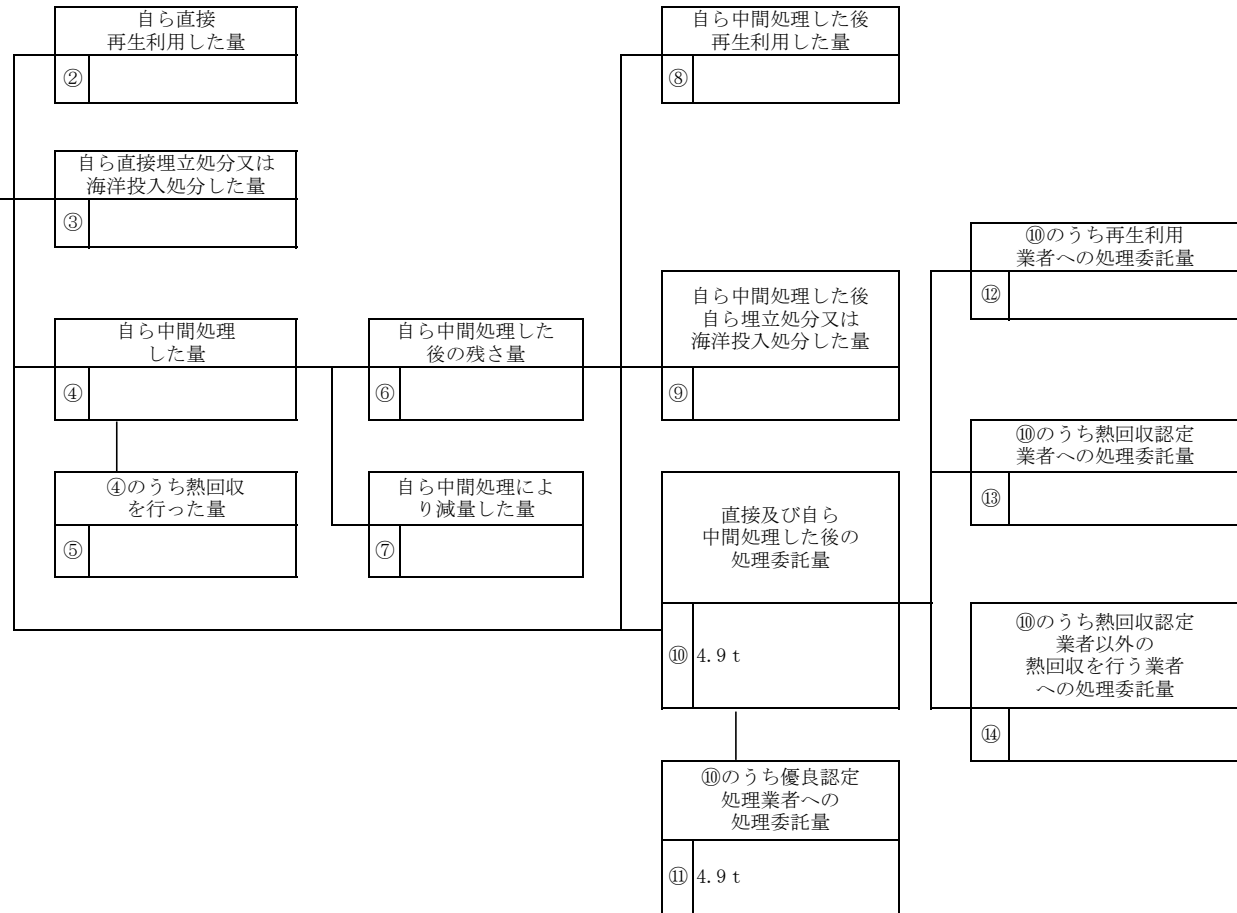 自ら直接
再生利用した量
②
自ら直接埋立処分又は
海洋投入処分した量
③
自ら中間処理
した量
④
④のうち熱回収
を行った量
⑤
自ら中間処理した
後の残さ量
⑥
自ら中間処理によ
り減量した量
⑦
自ら中間処理した後
再生利用した量
⑧
自ら中間処理した後
自ら埋立処分又は
海洋投入処分した量
⑨
直接及び自ら
中間処理した後の
処理委託量
⑩ 4.9ｔ
⑩のうち優良認定
処理業者への
処理委託量
⑪ 4.9ｔ
⑩のうち再生利用
業者への処理委託量
⑫
⑩のうち熱回収認定
業者への処理委託量
⑬
⑩のうち熱回収認定
業者以外の
熱回収を行う業者
への処理委託量
⑭